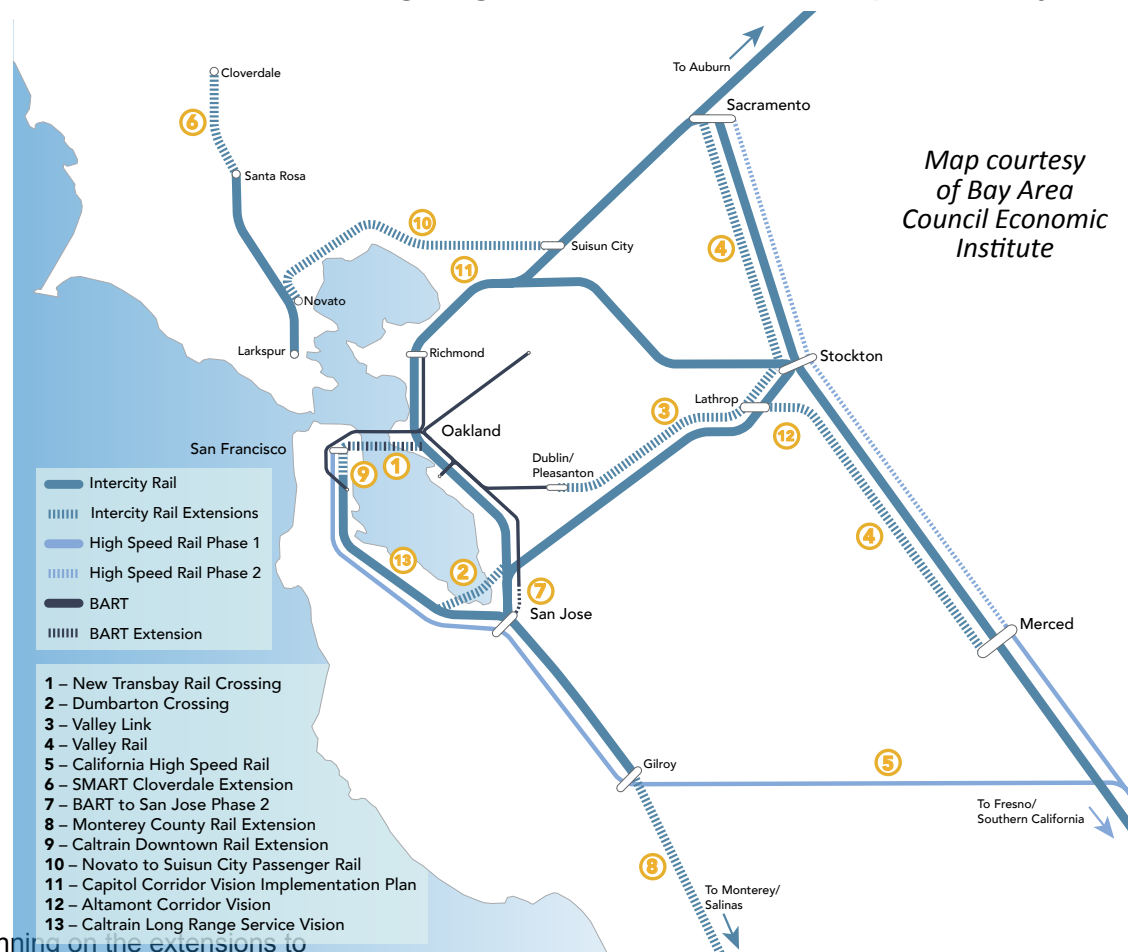 To Auburn
Cloverdale
Sacramento
6
Map courtesy
of Bay Area
Council Economic
Institute
Santa Rosa
10
Suisun City
4
11
Novato
Larkspur
Richmond
Stockton
Lathrop
3
12
San Francisco
Oakland
1
9
Dublin/
Pleasanton
Intercity Rail
Intercity Rail Extensions
High Speed Rail Phase 1
High Speed Rail Phase 2
BART
BART Extension
4
13
2
7
San Jose
Merced
1 – New Transbay Rail Crossing
2 – Dumbarton Crossing
3 – Valley Link
4 – Valley Rail
5 – California High Speed Rail
6 – SMART Cloverdale Extension
7 – BART to San Jose Phase 2
8 – Monterey County Rail Extension
9 – Caltrain Downtown Rail Extension
10 – Novato to Suisun City Passenger Rail
11 – Capitol Corridor Vision Implementation Plan
12 – Altamont Corridor Vision
13 – Caltrain Long Range Service Vision
Gilroy
5
To Fresno/
Southern California
8
To Monterey/
Salinas
on the extensions to